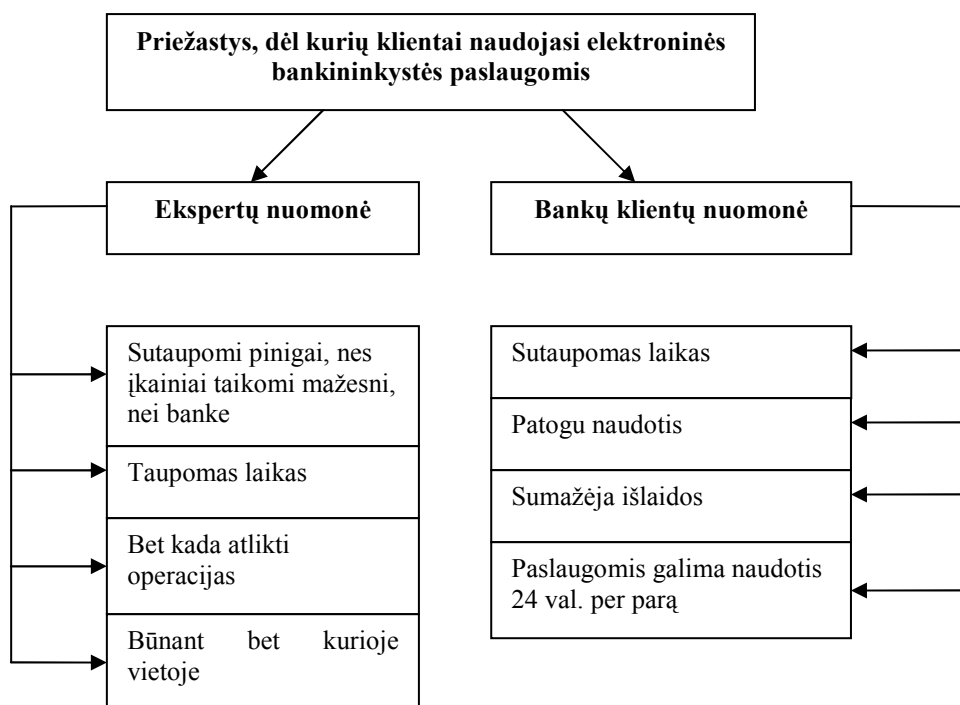 Priežastys, dėl kurių klientai naudojasi elektroninės
bankininkystės paslaugomis
Ekspertų nuomonė
Bankų klientų nuomonė
Sutaupomi pinigai, nes
įkainiai taikomi mažesni,
nei banke
Taupomas laikas
Bet kada atlikti
operacijas
Būnant bet kurioje
vietoje
Sutaupomas laikas
Patogu naudotis
Sumažėja išlaidos
Paslaugomis galima naudotis
24 val. per parą